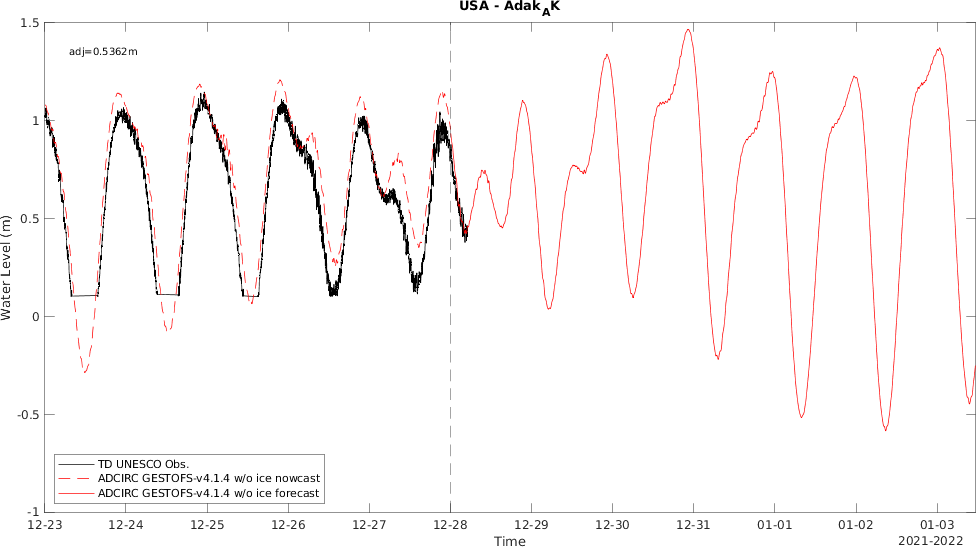 USA - Adak_AK
adj=0.5362m
1.5
1
0.5
0
-0.5
-1
Water Level (m)
TD UNESCO Obs.
ADCIRC GESTOFS-v4.1.4 w/o ice nowcast
ADCIRC GESTOFS-v4.1.4 w/o ice forecast
12-23 12-24 12-25 12-26 12-27 12-28 12-29 12-30 12-31 01-01 01-02 01-03
Time
2021-2022